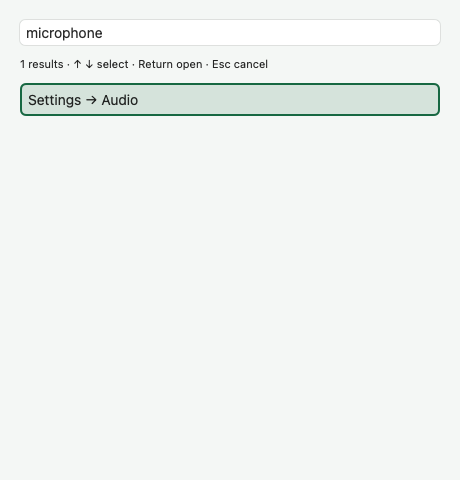 microphone
1 results · ↑ ↓ select · Return open · Esc cancel
Settings → Audio